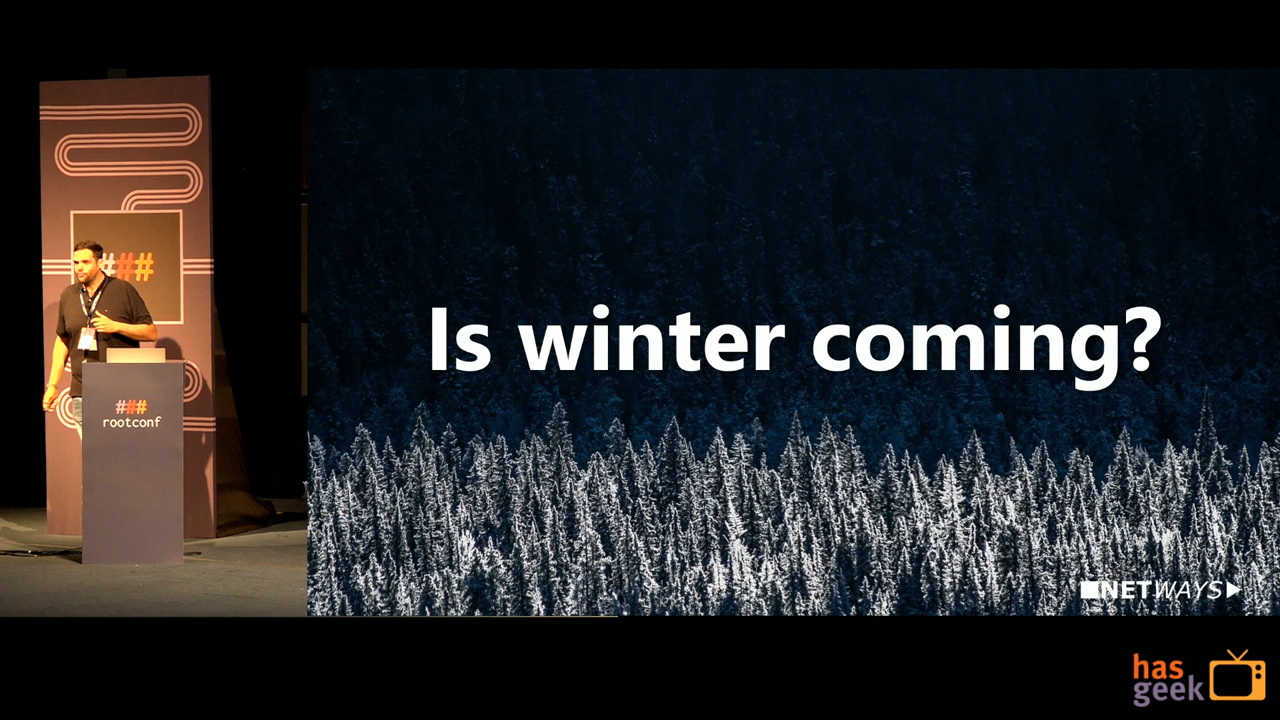 ###
###
rootconf
Is winter coming?
NETWAYS
has
geek